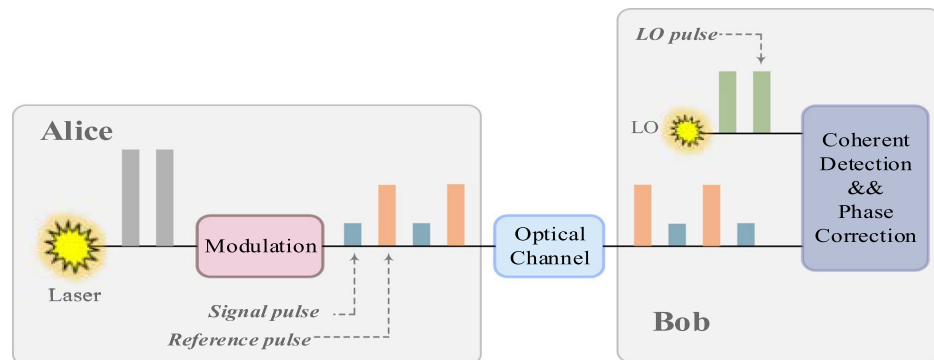 LO pulse
Alice
LO
Coherent
Detection
&&
Phase
Correction
Modulation
Optical
Channel
Laser
Signal pulse
Reference pulse
Bob